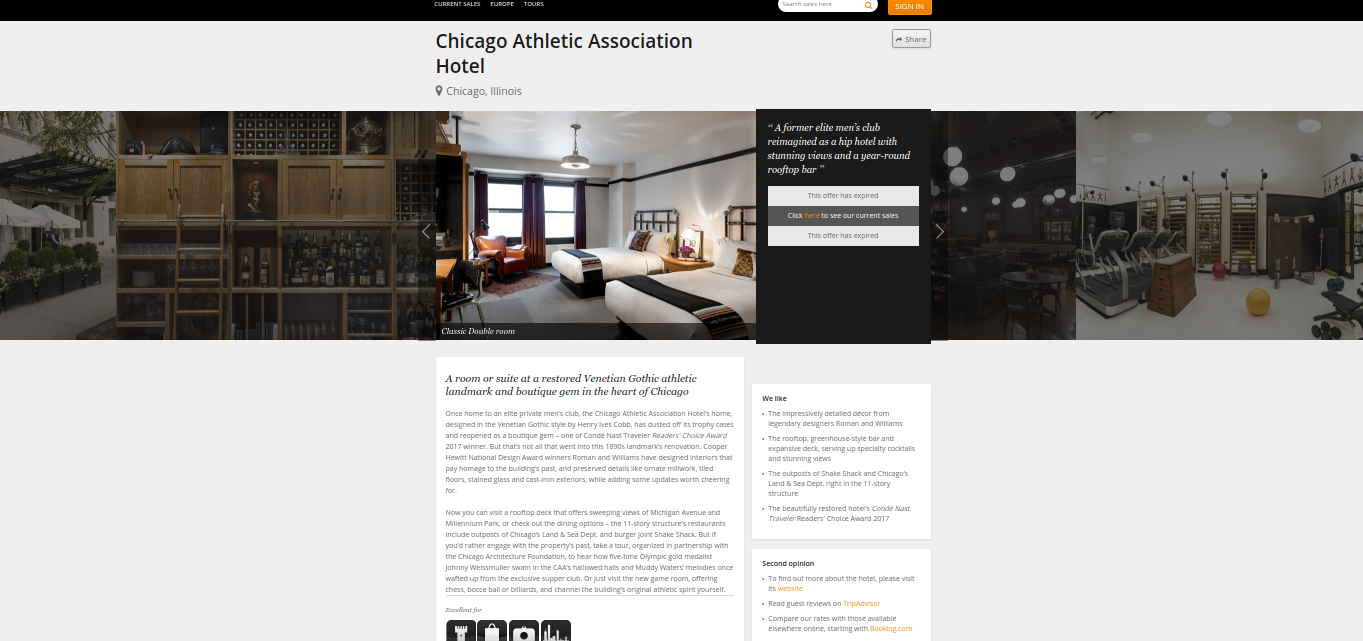 CURRENT SALES EUROPE TOURS
Search sales here
SIGN IN
Chicago Athletic Association
Hotel
Share
Chicago, Illinois
“ A former elite men's club
reimagined as a hip hotel with
stunning views and a year-round
rooftop bar ”
This offer has expired
Click here to see our current sales
This offer has expired
Classic Double room
A room or suite at a restored Venetian Gothic athletic
landmark and boutique gem in the heart of Chicago
Once home to an elite private men's club, the Chicago Athletic Association Hotel's home,
designed in the Venetian Gothic style by Henry Ives Cobb, has dusted off its trophy cases
and reopened as a boutique gem – one of Condé Nast Traveler Readers' Choice Award
2017 winner. But that's not all that went into this 1890s landmark's renovation. Cooper
Hewitt National Design Award winners Roman and Williams have designed interiors that
pay homage to the building's past, and preserved details like ornate millwork, tiled
floors, stained glass and cast-iron exteriors, while adding some updates worth cheering
for.
Now you can visit a rooftop deck that offers sweeping views of Michigan Avenue and
Millennium Park, or check out the dining options – the 11-story structure's restaurants
include outposts of Chicago's Land & Sea Dept. and burger joint Shake Shack. But if
you'd rather engage with the property's past, take a tour, organized in partnership with
the Chicago Architecture Foundation, to hear how five-time Olympic gold medalist
Johnny Weissmuller swam in the CAA's hallowed halls and Muddy Waters' melodies once
wafted up from the exclusive supper club. Or just visit the new game room, offering
chess, bocce ball or billiards, and channel the building's original athletic spirit yourself.
Excellent for
We like
• The impressively detailed décor from
legendary designers Roman and Williams
• The rooftop, greenhouse-style bar and
expansive deck, serving up specialty cocktails
and stunning views
• The outposts of Shake Shack and Chicago's
Land & Sea Dept. right in the 11-story
structure
• The beautifully restored hotel's Condé Nast
Traveler Readers' Choice Award 2017
Second opinion
• To find out more about the hotel, please visit
its website
• Read guest reviews on TripAdvisor
• Compare our rates with those available
elsewhere online, starting with Booking.com